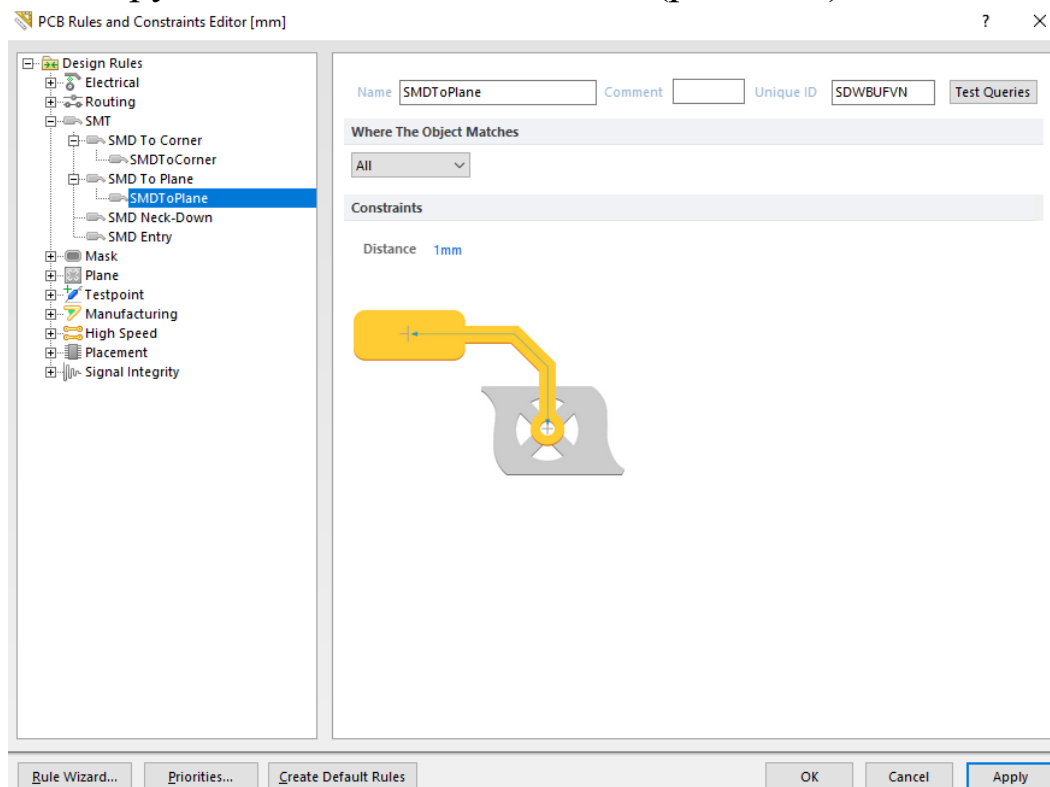 PCB Rules and Constraints Editor [mm]
?
Design Rules
Electrical
Routing
SMT
SMD To Corner
SMDToCorner
SMD To Plane
SMDToPlane
SMD Neck-Down
SMD Entry
Mask
Plane
Testpoint
Manufacturing
High Speed
Placement
Signal Integrity
Name SMDToPlane Comment Unique ID SDWBUFVN Test Queries
Where The Object Matches
All
Constraints
Distance 1mm
Rule Wizard... Priorities... Create Default Rules OK Cancel Apply